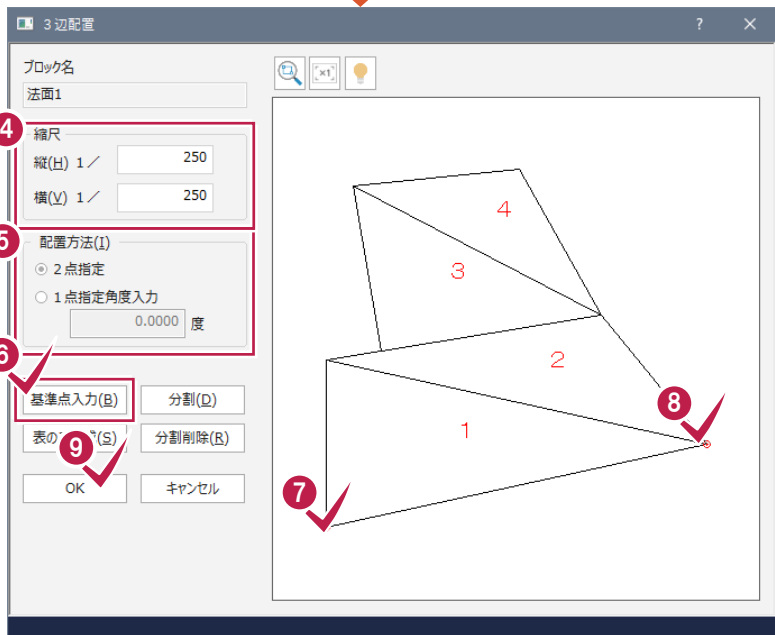 3辺配置
? ×
ブロック名
法面1
4
縮尺
縦(H) 1／ 250
横(V) 1／ 250
5
配置方法(I)
2点指定
1点指定角度入力
0.0000 度
6
基準点入力(B) 分割(D)
表の (S) 分割削除(R)
9
OK キャンセル
×1
4
3
2
8
1
7